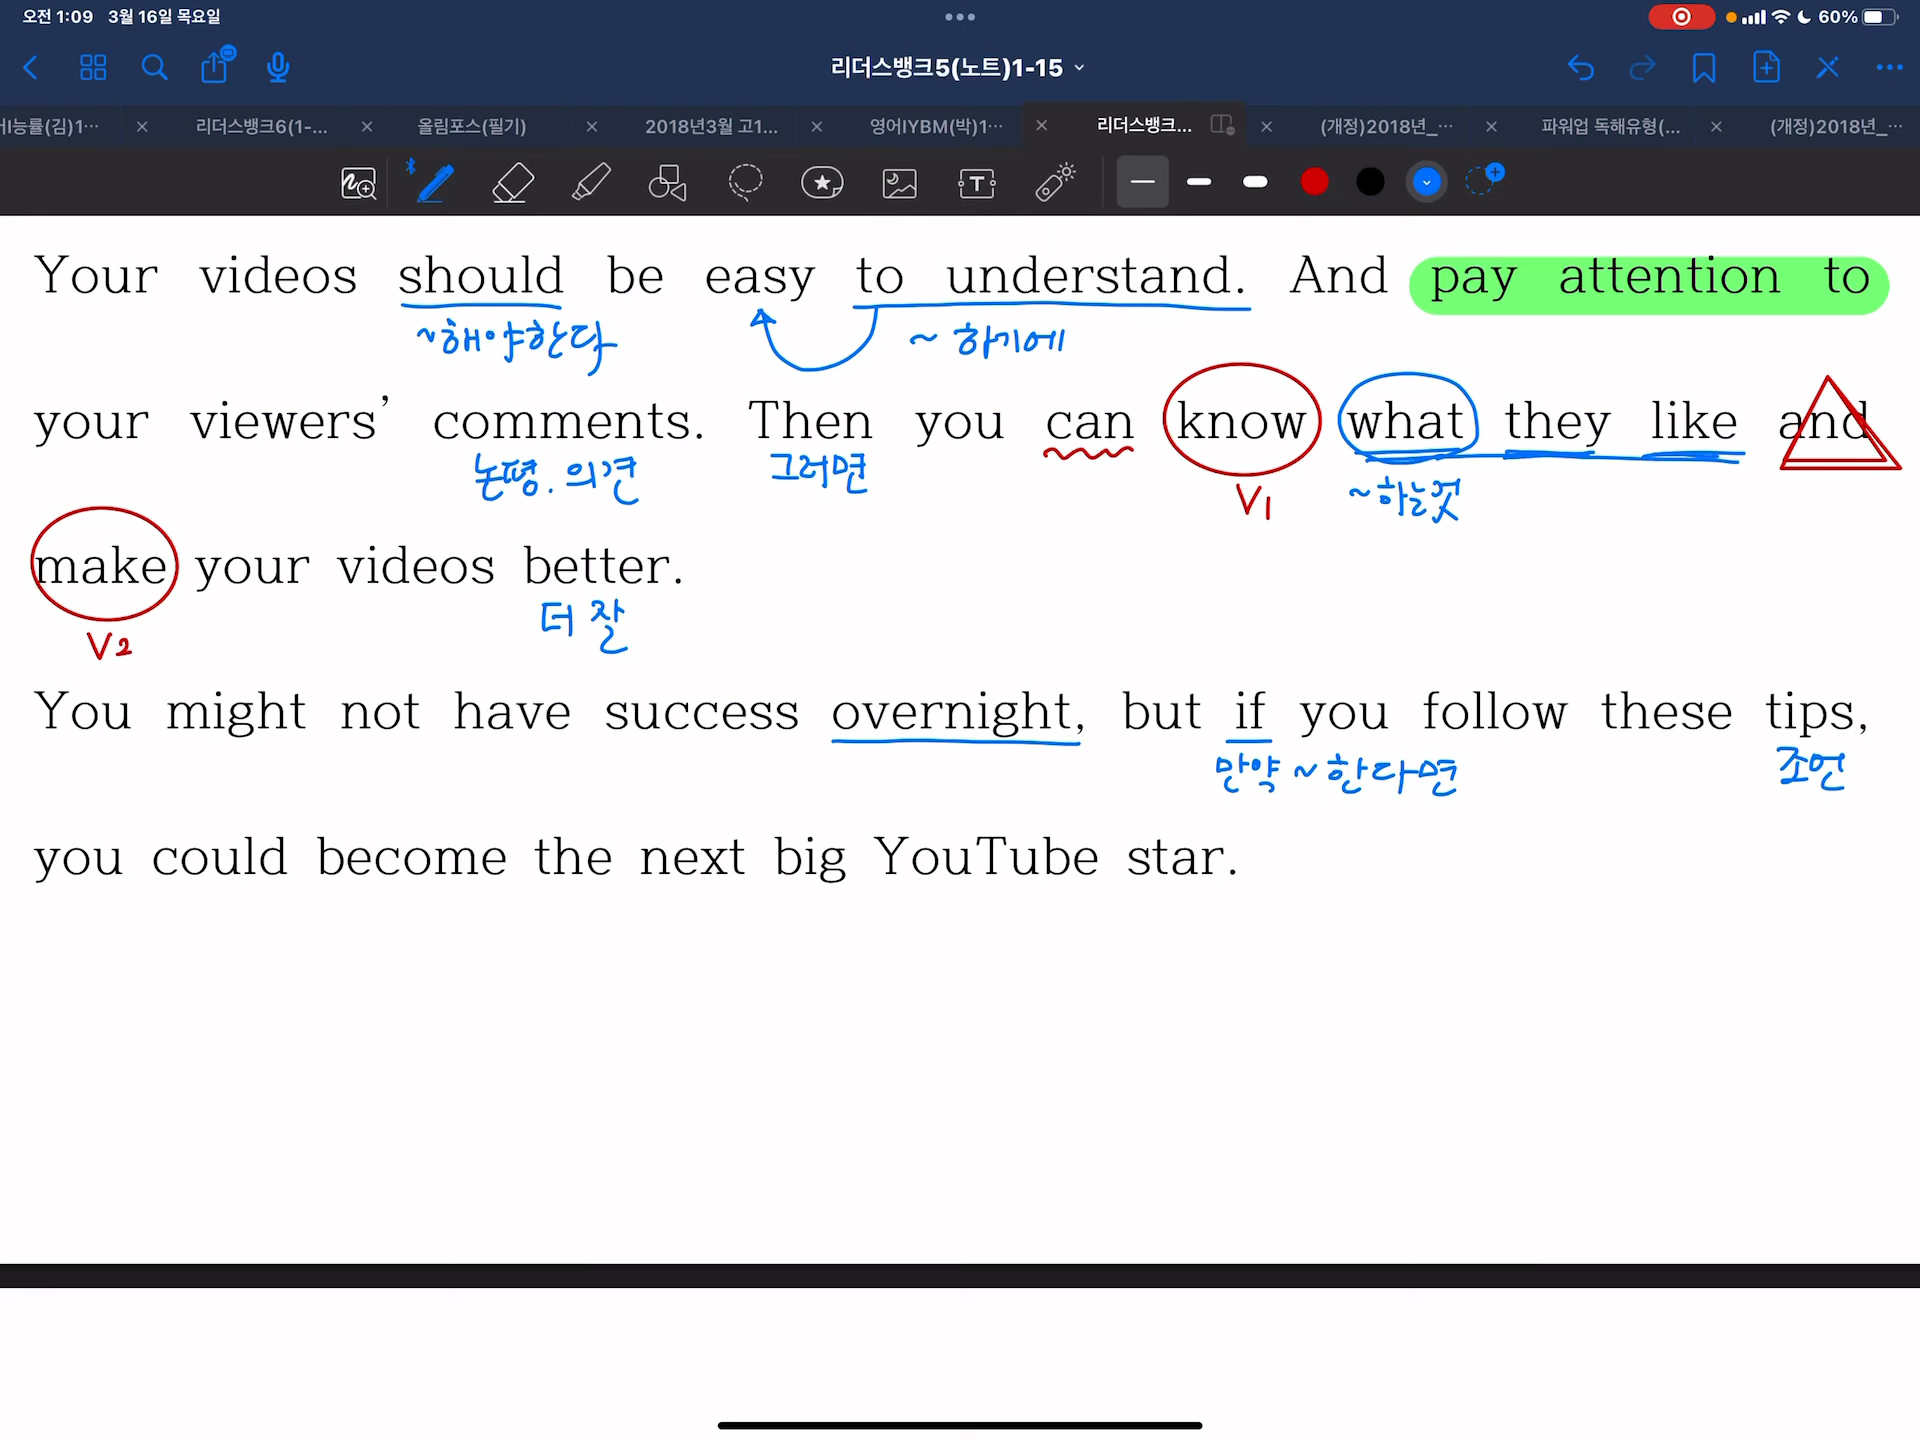 오전 1:09 3월 16일 목요일
60%
리더스뱅크5(노트)1-15
리더스뱅크6(1-...
올림포스(필기)
2018년3월 고1...
영어IYBM(박)1...
리더스뱅크...
(개정)2018년_...
파워업 독해유형(...
(개정)2018년_...
Your videos should be easy to understand. And pay attention to
~해야한다 ~하기에
your viewers' comments. Then you can know what they like and
논평. 의견 그러면 V1 ~하는것
make your videos better.
V2 더 잘
You might not have success overnight, but if you follow these tips,
만약 ~한다면 조언
you could become the next big YouTube star.